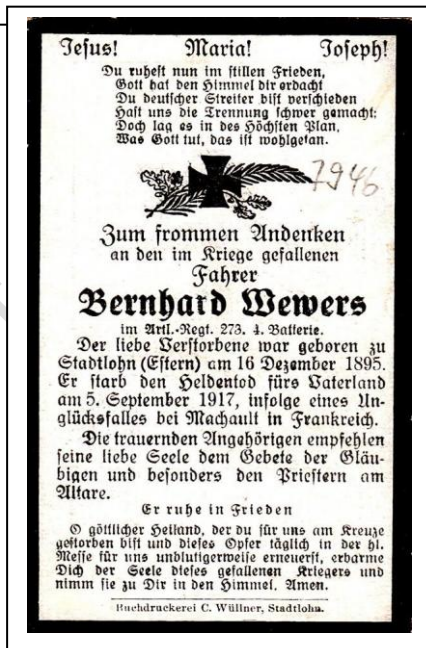 Jesus! Maria! Joseph!
Du ruhest nun im stillen Frieden,
Gott hat den Himmel dir erdacht
Du deutscher Streiter bist verschieden
Hast uns die Trennung schwer gemacht:
Doch lag es in des Höchsten Plan,
Was Gott tut, das ist wohlgetan.
7946
Zum frommen Andenken
an den im Kriege gefallenen
Fahrer
Bernhard Wewers
im Artl.-Regt. 273. 4. Batterie.
Der liebe Verstorbene war geboren zu
Stadtlohn (Estern) am 16 Dezember 1895.
Er starb den Heldentod fürs Vaterland
am 5. September 1917, infolge eines Un-
glücksfalles bei Machault in Frankreich.
Die trauernden Angehörigen empfehlen
seine liebe Seele dem Gebete der Gläu-
bigen und besonders den Priestern am
Altare.
Er ruhe in Frieden
O göttlicher Heiland, der du für uns am Kreuze
gestorben bist und dieses Opfer täglich in der hl.
Messe für uns unblutigerweise erneuerst, erbarme
Dich der Seele dieses gefallenen Kriegers und
nimm sie zu Dir in den Himmel. Amen.
Buchdruckerei C. Wüllner, Stadtlohn.